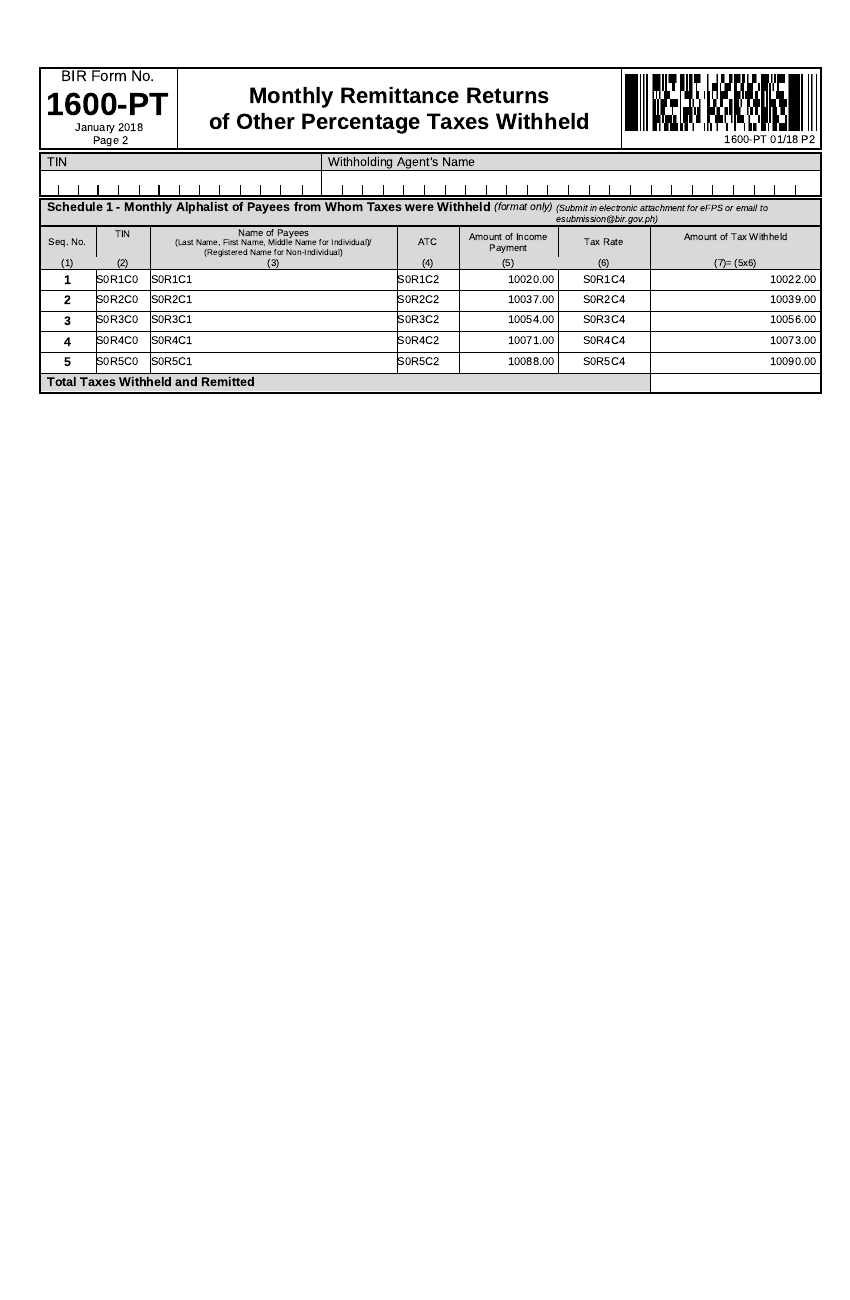 BIR Form No.
1600-PT
January 2018
Page 2
Monthly Remittance Returns
of Other Percentage Taxes Withheld
1600-PT 01/18 P2
TIN Withholding Agent's Name
Schedule 1 - Monthly Alphalist of Payees from Whom Taxes were Withheld (format only) (Submit in electronic attachment for eFPS or email to
esubmission@bir.gov.ph)
Seq. No. TIN Name of Payees
(Last Name, First Name, Middle Name for Individual)/
(Registered Name for Non-Individual) ATC Amount of Income
Payment Tax Rate Amount of Tax Withheld
(1) (2) (3) (4) (5) (6) (7)= (5x6)
1 S0R1C0 S0R1C1 S0R1C2 10020.00 S0R1C4 10022.00
2 S0R2C0 S0R2C1 S0R2C2 10037.00 S0R2C4 10039.00
3 S0R3C0 S0R3C1 S0R3C2 10054.00 S0R3C4 10056.00
4 S0R4C0 S0R4C1 S0R4C2 10071.00 S0R4C4 10073.00
5 S0R5C0 S0R5C1 S0R5C2 10088.00 S0R5C4 10090.00
Total Taxes Withheld and Remitted